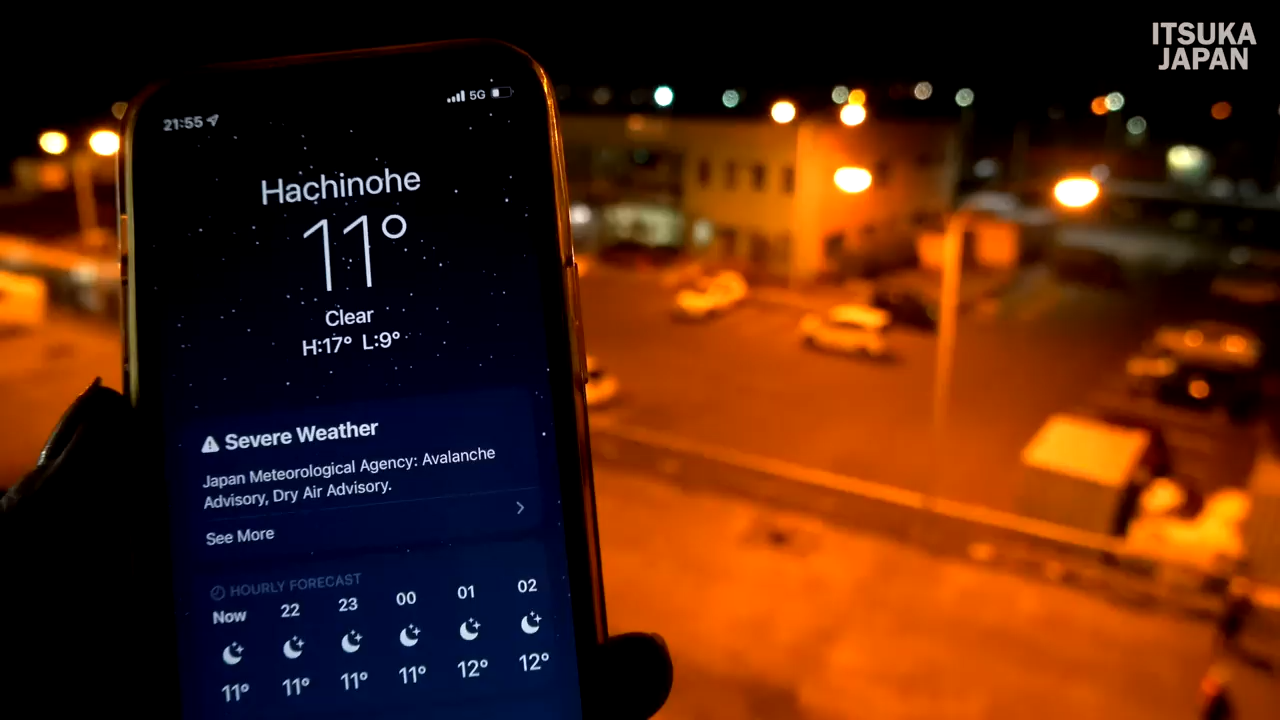 ITSUKA
JAPAN
21:55
5G
Hachinohe
11°
Clear
H:17° L:9°
Severe Weather
Japan Meteorological Agency: Avalanche
Advisory, Dry Air Advisory.
See More
HOURLY FORECAST
Now 22 23 00 01 02
11° 11° 11° 11° 12° 12°